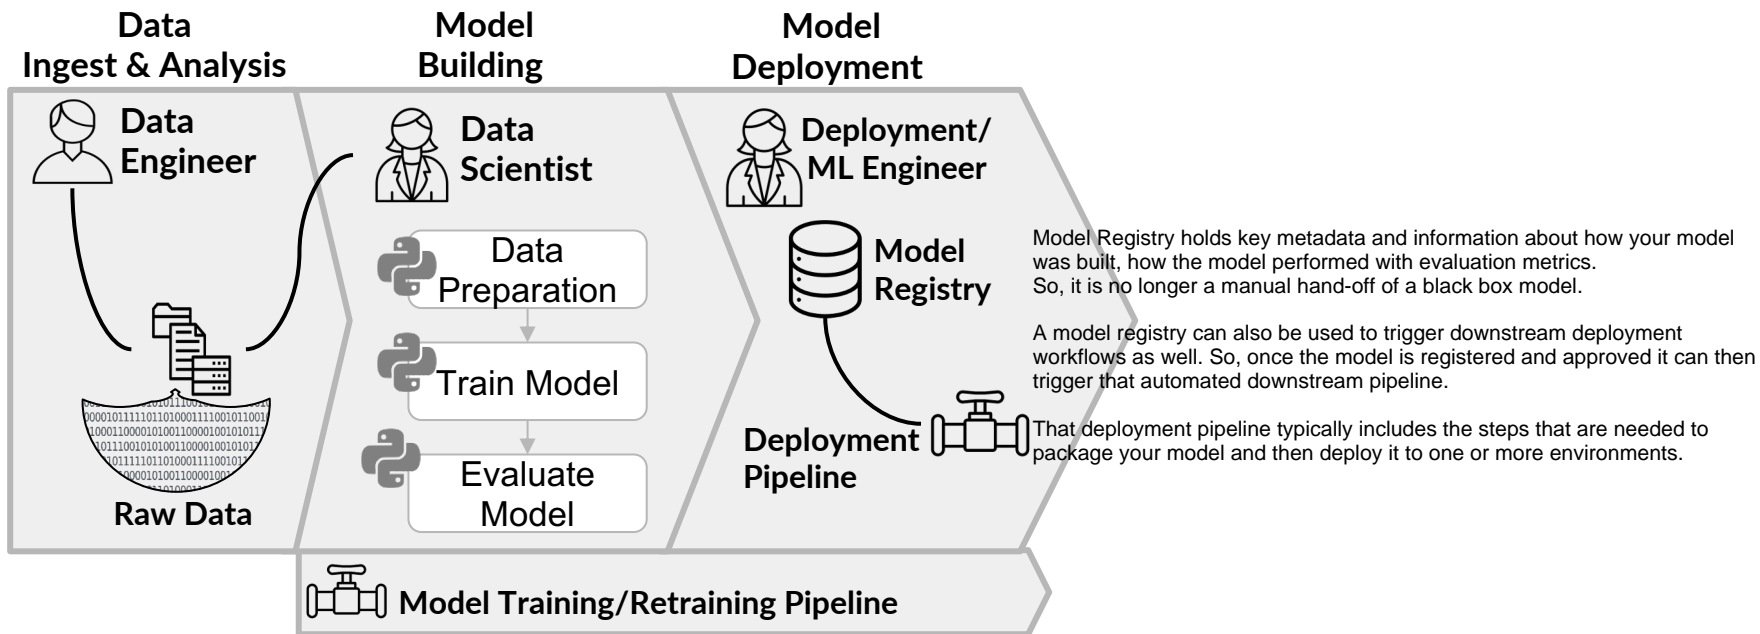 Data
Ingest & Analysis
Model
Building
Model
Deployment
Data
Engineer
Raw Data
Data
Scientist
Data
Preparation
Train Model
Evaluate
Model
Deployment/
ML Engineer
Model
Registry
Deployment
Pipeline
Model Registry holds key metadata and information about how your model
was built, how the model performed with evaluation metrics.
So, it is no longer a manual hand-off of a black box model.
A model registry can also be used to trigger downstream deployment
workflows as well. So, once the model is registered and approved it can then
trigger that automated downstream pipeline.
That deployment pipeline typically includes the steps that are needed to
package your model and then deploy it to one or more environments.
Model Training/Retraining Pipeline